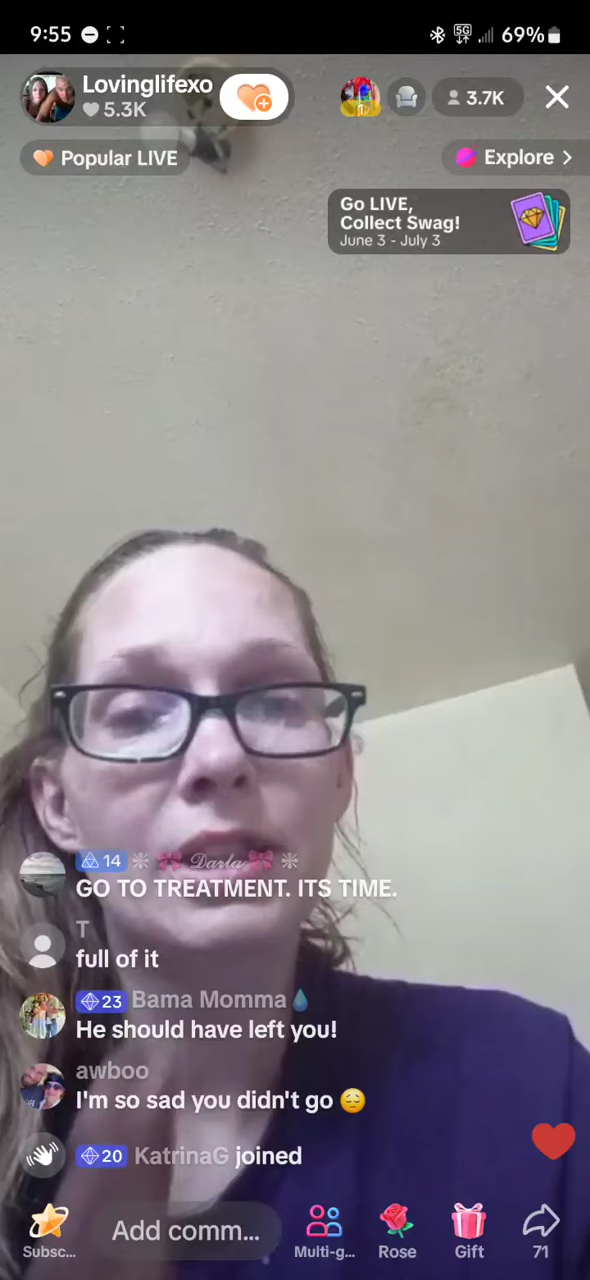 9:55
5G
69%
Lovinglifexo
5.3K
1
3.7K
Popular LIVE
Explore >
Go LIVE,
Collect Swag!
June 3 - July 3
14 Darla
GO TO TREATMENT. ITS TIME.
T
full of it
23 Bama Momma
He should have left you!
awboo
I'm so sad you didn't go 😔
20 KatrinaG joined
Add comm...
Subsc...
Multi-g...
Rose
Gift
71